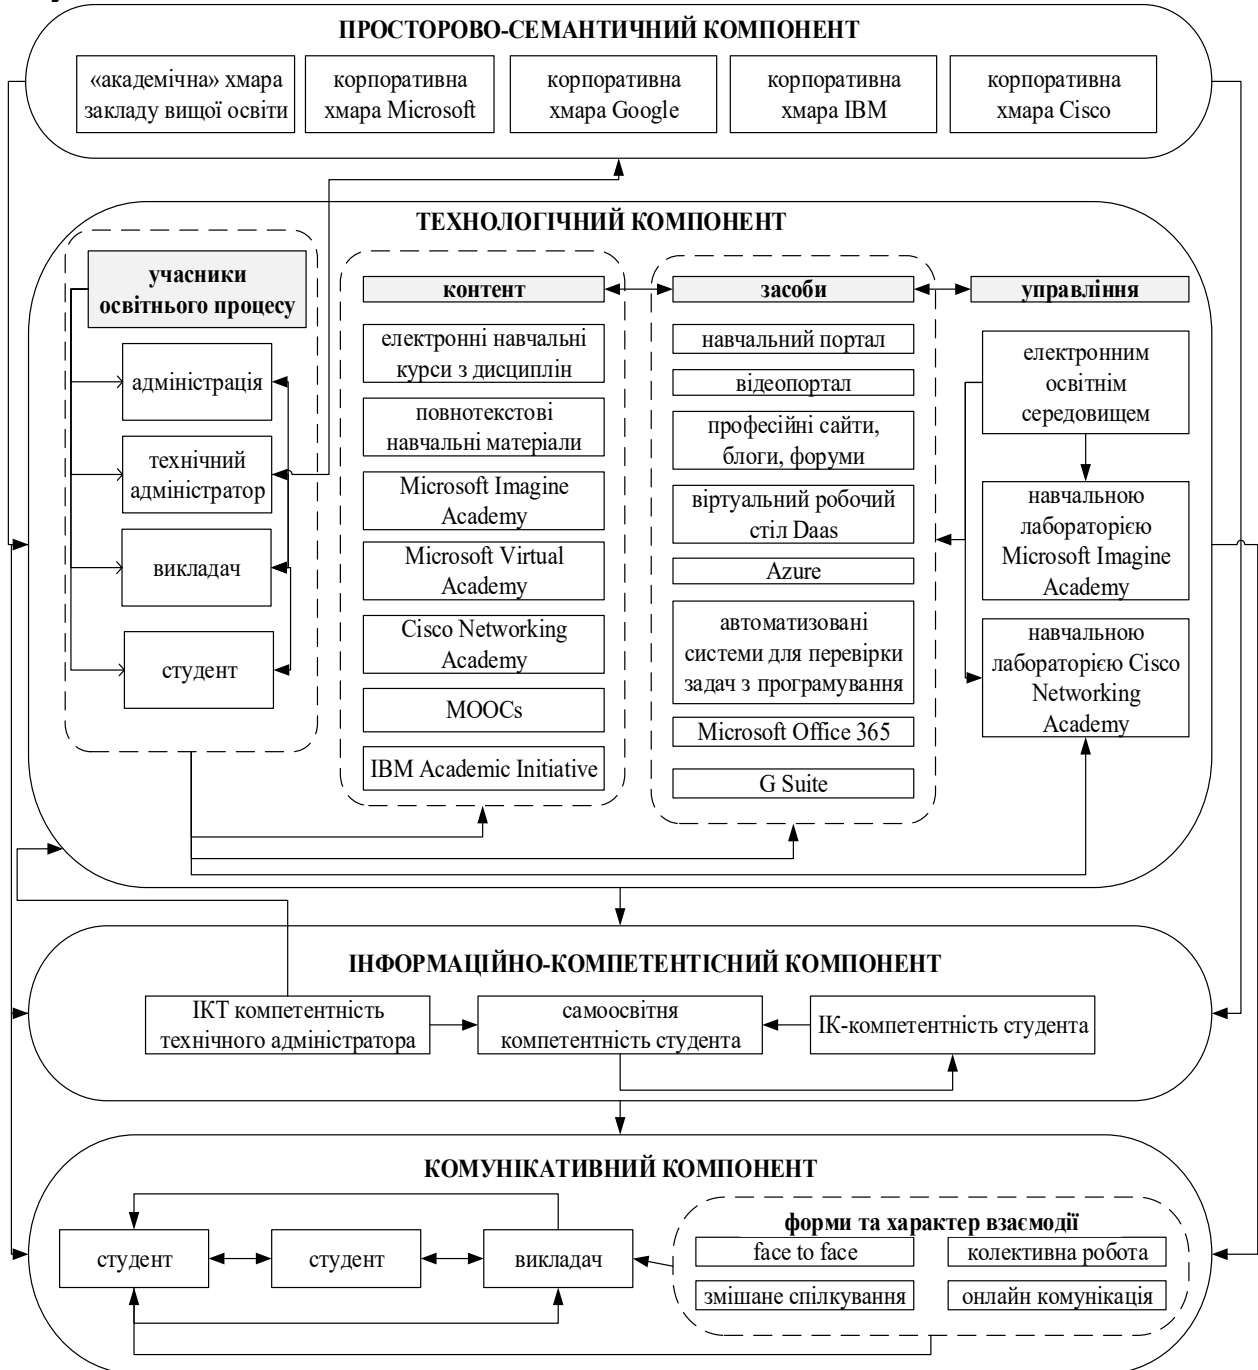 ПРОСТОРОВО-СЕМАНТИЧНИЙ КОМПОНЕНТ
«академічна» хмара
закладу вищої освіти
корпоративна
хмара Microsoft
корпоративна
хмара Google
корпоративна
хмара IBM
корпоративна
хмара Cisco
ТЕХНОЛОГІЧНИЙ КОМПОНЕНТ
учасники
освітнього процесу
адміністрація
технічний
адміністратор
викладач
студент
контент
електронні навчальні
курси з дисциплін
повнотекстові
навчальні матеріали
Microsoft Imagine
Academy
Microsoft Virtual
Academy
Cisco Networking
Academy
MOOCs
IBM Academic Initiative
засоби
навчальний портал
відеопортал
професійні сайти,
блоги, форуми
віртуальний робочий
стіл Daas
Azure
автоматизовані
системи для перевірки
задач з програмування
Microsoft Office 365
G Suite
управління
електронним
освітнім
середовищем
навчальною
лабораторією
Microsoft Imagine
Academy
навчальною
лабораторією Cisco
Networking
Academy
ІНФОРМАЦІЙНО-КОМПЕТЕНТІСНИЙ КОМПОНЕНТ
ІКТ компетентність
технічного адміністратора
самоосвітня
компетентність студента
ІК-компетентність студента
КОМУНІКАТИВНИЙ КОМПОНЕНТ
студент
студент
викладач
форми та характер взаємодії
face to face
колективна робота
змішане спілкування
онлайн комунікація